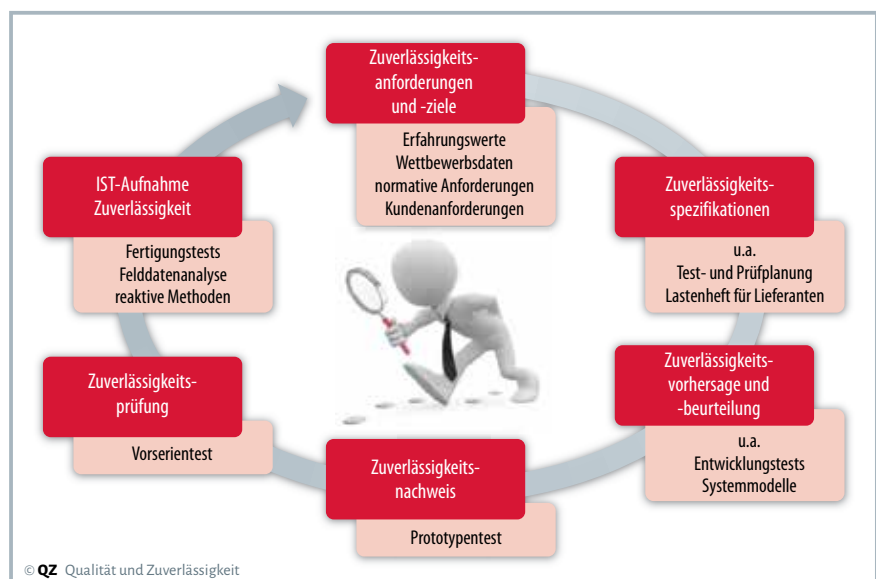 Zuverlässigkeits-
anforderungen
und -ziele
Erfahrungswerte
Wettbewerbsdaten
normative Anforderungen
Kundenanforderungen
Zuverlässigkeits-
spezifikationen
u.a.
Test- und Prüfplanung
Lastenheft für Lieferanten
Zuverlässigkeits-
vorhersage und
-beurteilung
u.a.
Entwicklungstests
Systemmodelle
Zuverlässigkeits-
nachweis
Prototypentest
Zuverlässigkeits-
prüfung
Vorserientest
IST-Aufnahme
Zuverlässigkeit
Fertigungstests
Felddatenanalyse
reaktive Methoden
© QZ Qualität und Zuverlässigkeit